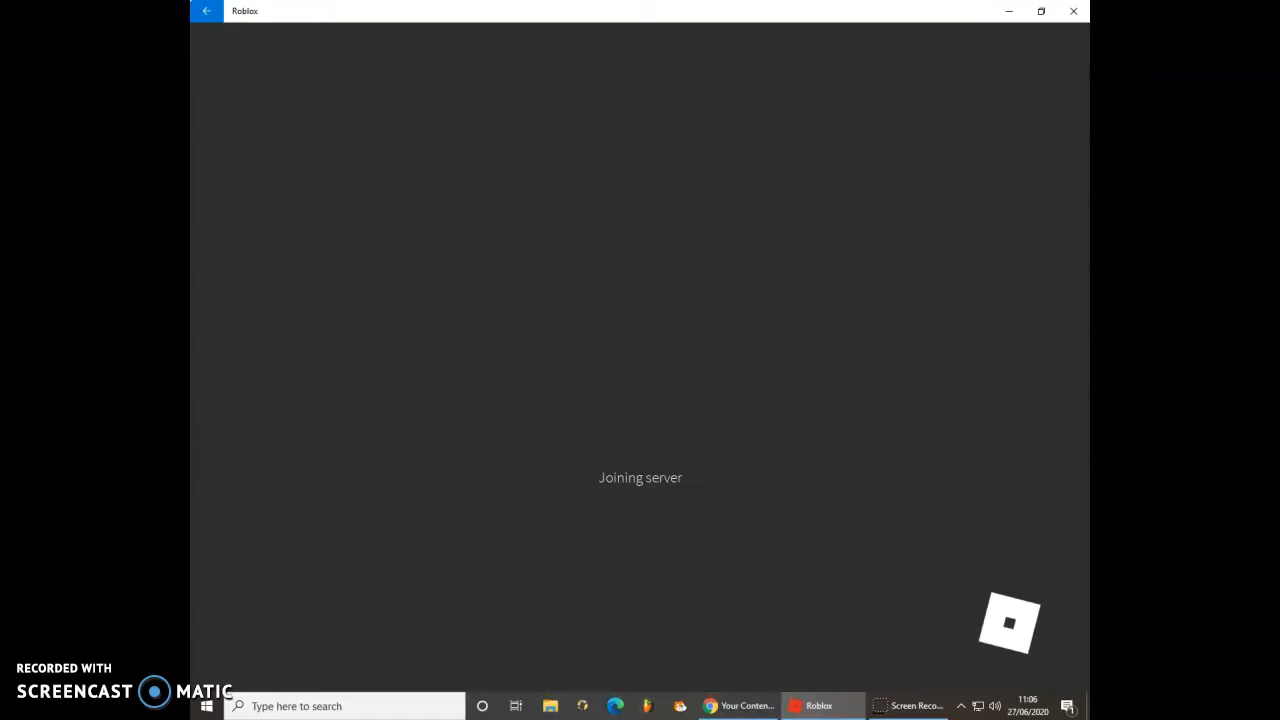 Roblox
Joining server
RECORDED WITH
SCREENCAST MATIC
Type here to search
Your Conten...
Roblox
Screen Reco...
11:06
27/06/2020
1